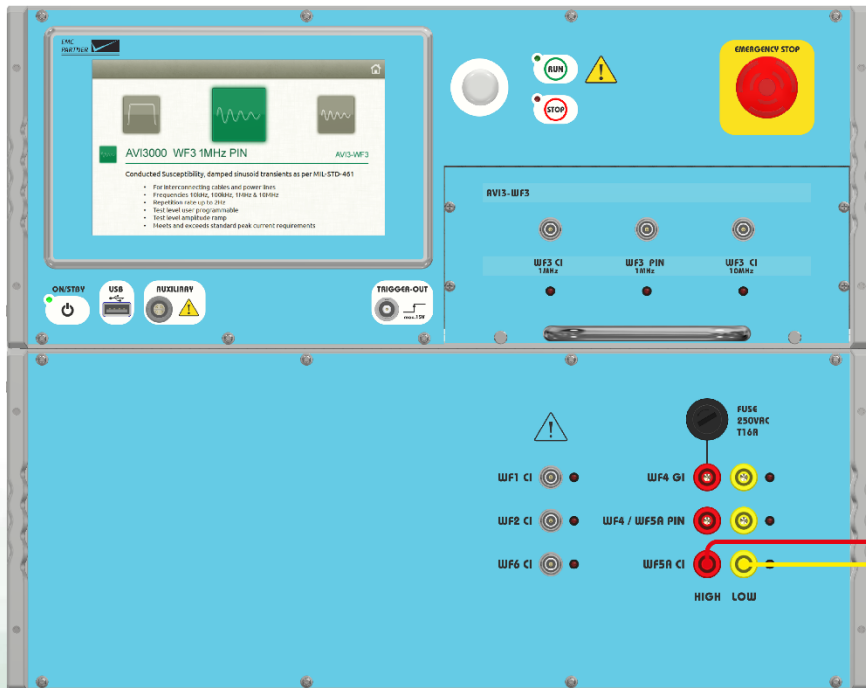 EMC
PARTNER
AVI3000 WF3 1MHz PIN
AVI3-WF3
Conducted Susceptibility, damped sinusoid transients as per MIL-STD-461
• For interconnecting cables and power lines
• Frequencies 10kHz, 100kHz, 1MHz & 10MHz
• Repetition rate up to 2Hz
• Test level user programmable
• Test level amplitude ramp
• Meets and exceeds standard peak current requirements
RUN
STOP
EMERGENCY STOP
AVI3-WF3
WF3 CI
1MHz
WF3 PIN
1MHz
WF3 CI
10MHz
ON/STBY
USB
AUXILIARY
TRIGGER-OUT
max.15V
FUSE
250VAC
T16A
WF1 CI
WF4 GI
WF2 CI
WF4 / WF5A PIN
WF6 CI
WF5A CI
HIGH LOW